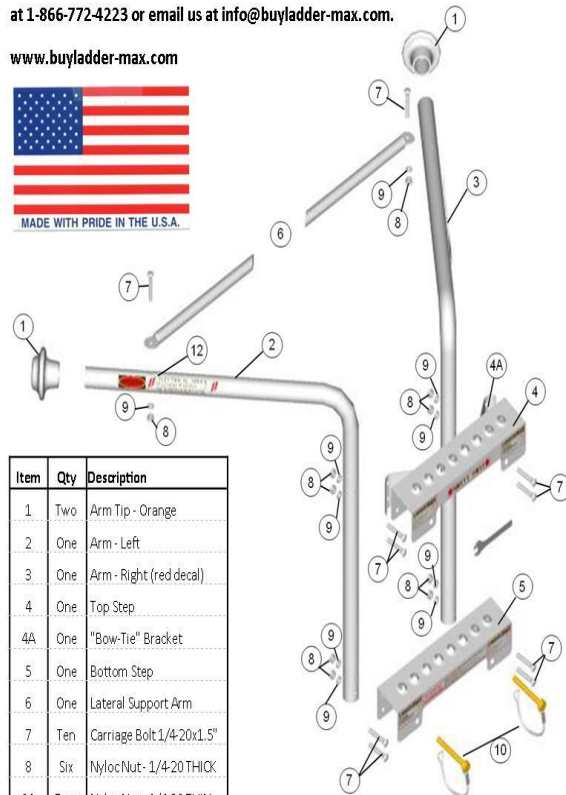 at 1-866-772-4223 or email us at info@buyladder-max.com.
www.buyladder-max.com
MADE WITH PRIDE IN THE U.S.A.
1
7
3
9
8
6
7
1
12
2
9
8
9
8
9
4A
4
9
8
9
7
7
9
8
9
5
9
8
9
7
7
10
Item Qty Description
1 Two Arm Tip - Orange
2 One Arm - Left
3 One Arm - Right (red decal)
4 One Top Step
4A One "Bow-Tie" Bracket
5 One Bottom Step
6 One Lateral Support Arm
7 Ten Carriage Bolt 1/4-20x1.5"
8 Six Nyloc Nut - 1/4-20 THICK